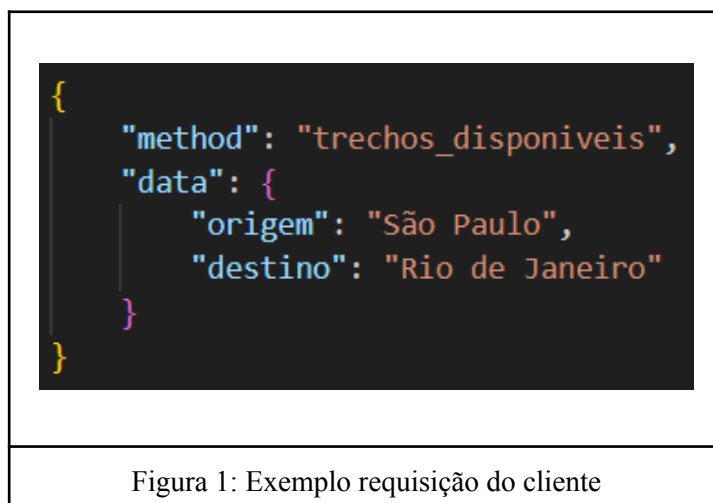 {
"method": "trechos_disponiveis",
"data": {
"origem": "São Paulo",
"destino": "Rio de Janeiro"
}
}
Figura 1: Exemplo requisição do cliente